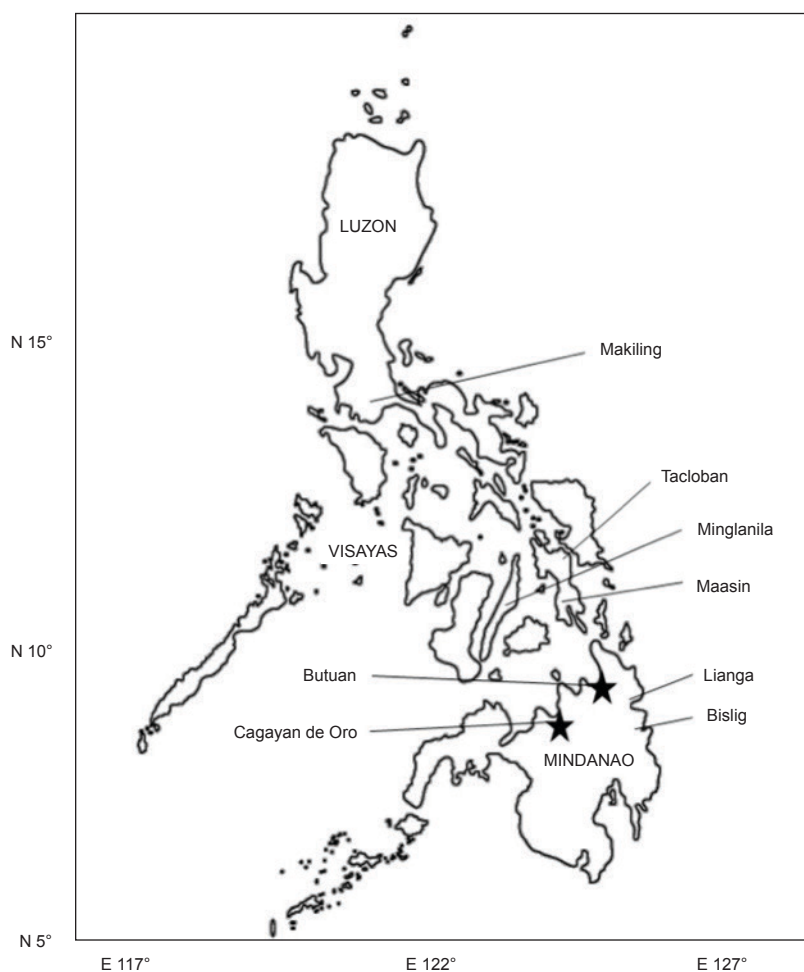 LUZON
N 15°
Makiling
Tacloban
Minglanila
VISAYAS
Maasin
N 10°
Butuan
Lianga
Bislig
Cagayan de Oro
MINDANAO
N 5°
E 117°
E 122°
E 127°